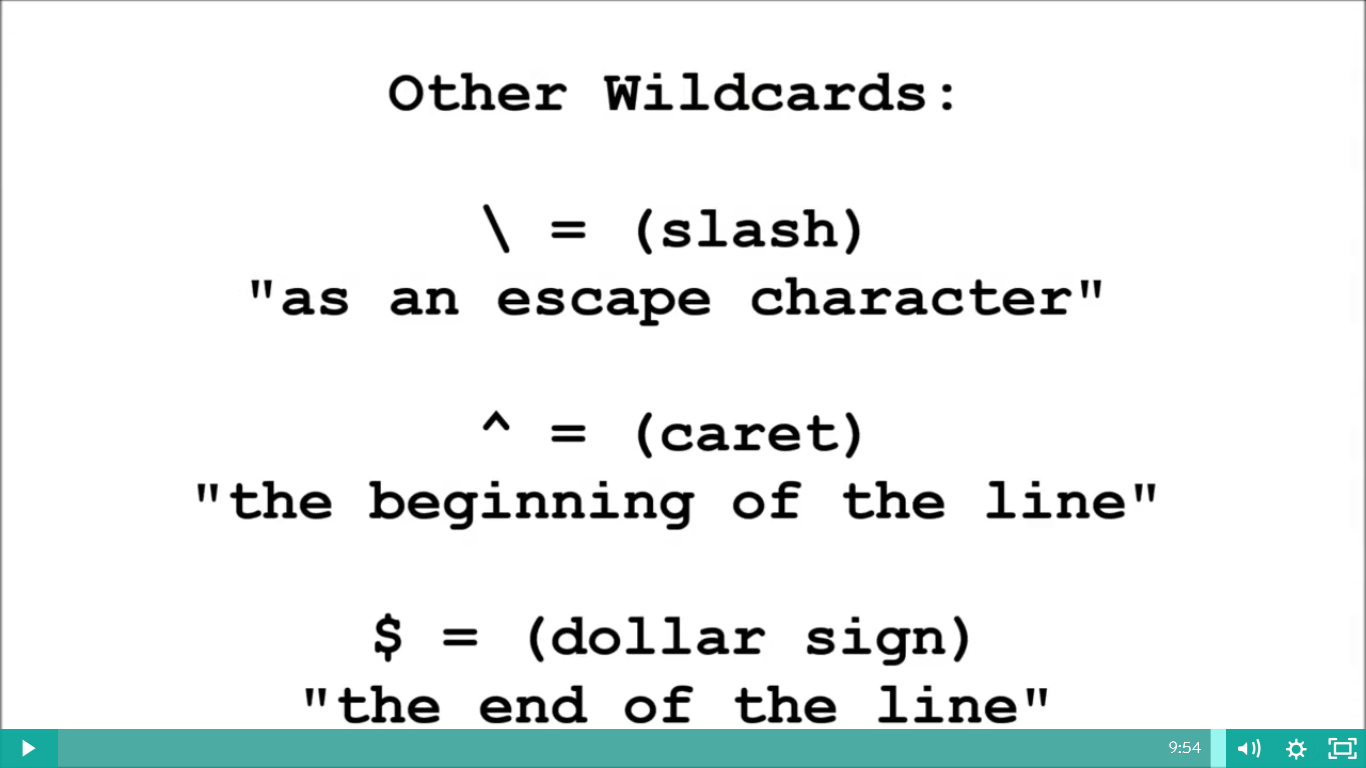 Other Wildcards:
\ = (slash)
"as an escape character"
^ = (caret)
"the beginning of the line"
$ = (dollar sign)
"the end of the line"
9:54